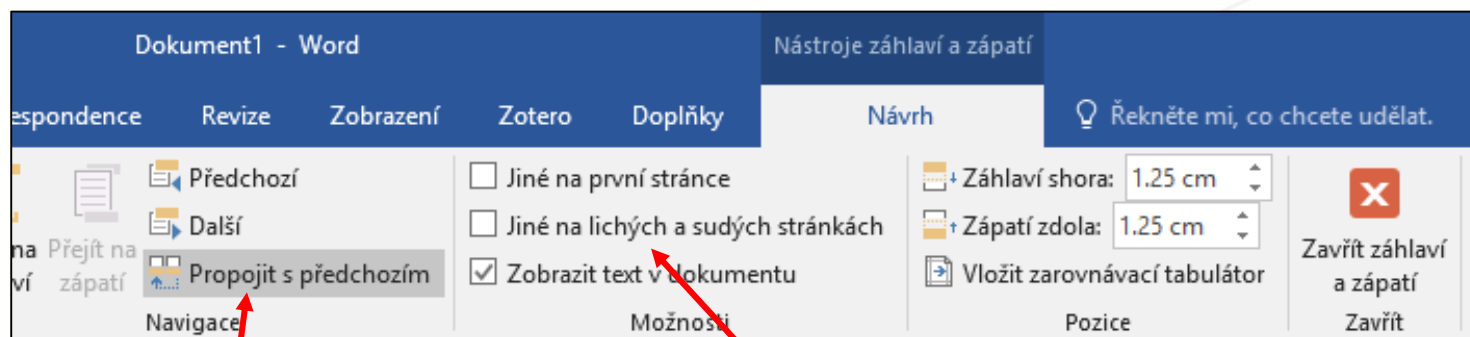 Dokument1 - Word
Nástroje záhlaví a zápatí
espondence Revize Zobrazení Zotero Doplňky Návrh Řekněte mi, co chcete udělat.
Předchozí
Další
Propojit s předchozím
na
ví
Přejít na
zápatí
Navigace
Jiné na první stránce
Jiné na lichých a sudých stránkách
Zobrazit text v dokumentu
Možnosti
Záhlaví shora: 1.25 cm
Zápatí zdola: 1.25 cm
Vložit zarovnávací tabulátor
Pozice
Zavřít záhlaví
a zápatí
Zavřít